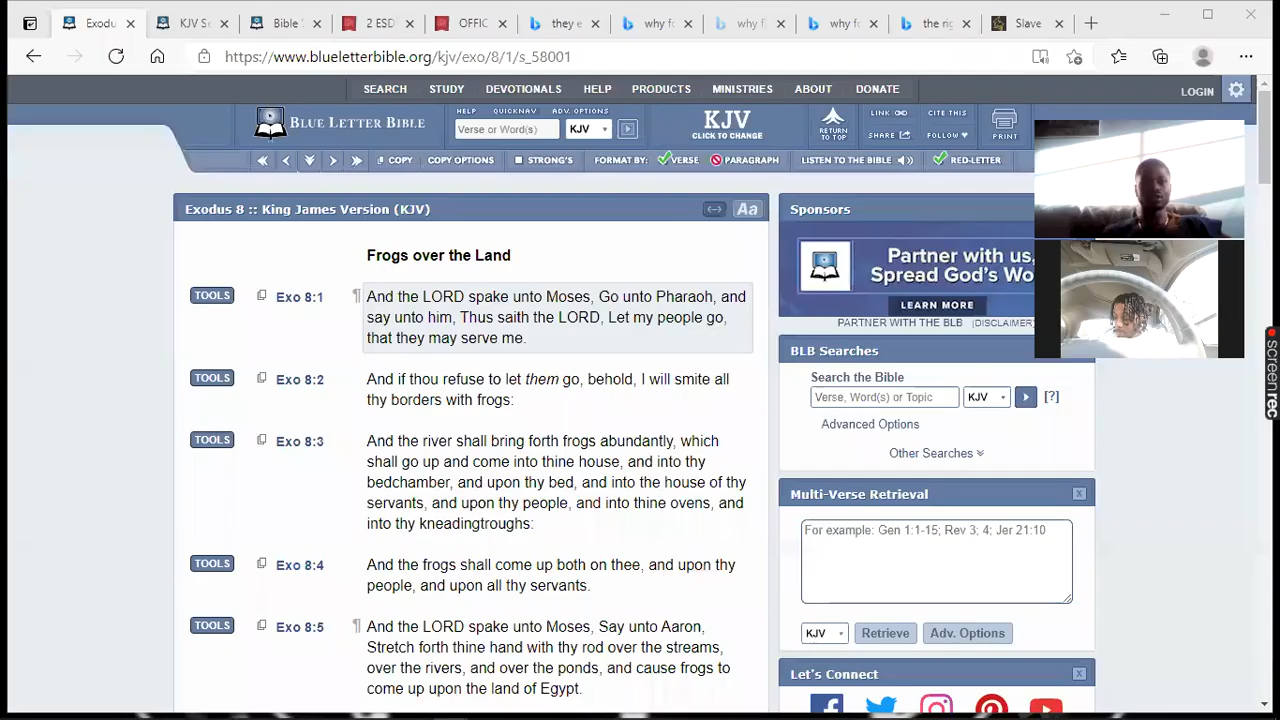 Exodu
KJV S
Bible
2 ESD
OFFIC
they e
why fo
why fo
why fo
the rig
Slave
https://www.blueletterbible.org/kjv/exo/8/1/s_58001
SEARCH STUDY DEVOTIONALS HELP PRODUCTS MINISTRIES ABOUT DONATE
LOGIN
BLUE LETTER BIBLE
HELP QUICKNAV ADV. OPTIONS
Verse or Word(s) KJV
KJV
CLICK TO CHANGE
RETURN
TO TOP
LINK CITE THIS
SHARE FOLLOW
PRINT
COPY COPY OPTIONS STRONG'S FORMAT BY: VERSE PARAGRAPH LISTEN TO THE BIBLE RED-LETTER
Exodus 8 :: King James Version (KJV)
Aa
Frogs over the Land
TOOLS Exo 8:1 ¶ And the LORD spake unto Moses, Go unto Pharaoh, and
say unto him, Thus saith the LORD, Let my people go,
that they may serve me.
TOOLS Exo 8:2 And if thou refuse to let them go, behold, I will smite all
thy borders with frogs:
TOOLS Exo 8:3 And the river shall bring forth frogs abundantly, which
shall go up and come into thine house, and into thy
bedchamber, and upon thy bed, and into the house of thy
servants, and upon thy people, and into thine ovens, and
into thy kneadingtroughs:
TOOLS Exo 8:4 And the frogs shall come up both on thee, and upon thy
people, and upon all thy servants.
TOOLS Exo 8:5 ¶ And the LORD spake unto Moses, Say unto Aaron,
Stretch forth thine hand with thy rod over the streams,
over the rivers, and over the ponds, and cause frogs to
come up upon the land of Egypt.
Sponsors
Partner with us,
Spread God's Wo
LEARN MORE
PARTNER WITH THE BLB (DISCLAIMER
BLB Searches
Search the Bible
Verse, Word(s) or Topic KJV [?]
Advanced Options
Other Searches
Multi-Verse Retrieval x
For example: Gen 1:1-15; Rev 3; 4; Jer 21:10
KJV Retrieve Adv. Options
Let's Connect x
screenrec